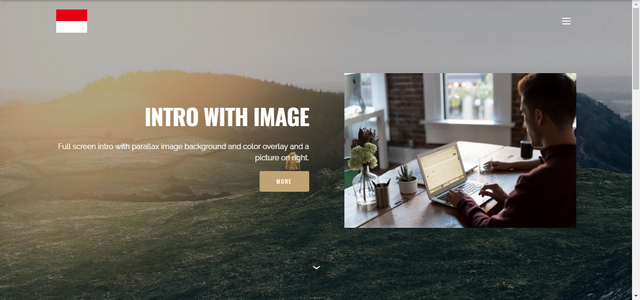 INTRO WITH IMAGE
Full screen intro with parallax image background and color overlay and a
picture on right.
MORE